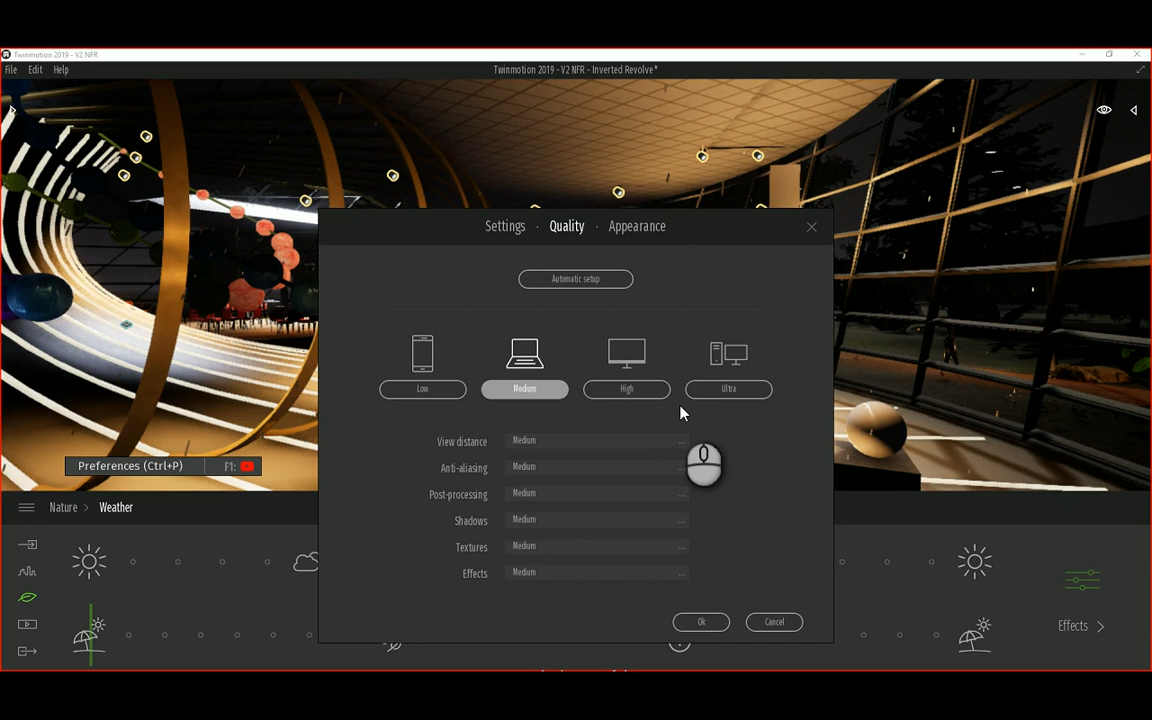 Twinmotion 2019 - V2 NFR
File Edit Help
Twinmotion 2019 - V2 NFR - Inverted Revolve*
Settings · Quality · Appearance
Automatic setup
Low Medium High Ultra
View distance Medium ...
Anti-aliasing Medium ...
Post-processing Medium ...
Shadows Medium ...
Textures Medium ...
Effects Medium ...
Ok Cancel
Preferences (Ctrl+P) F1:
Nature > Weather
Effects >